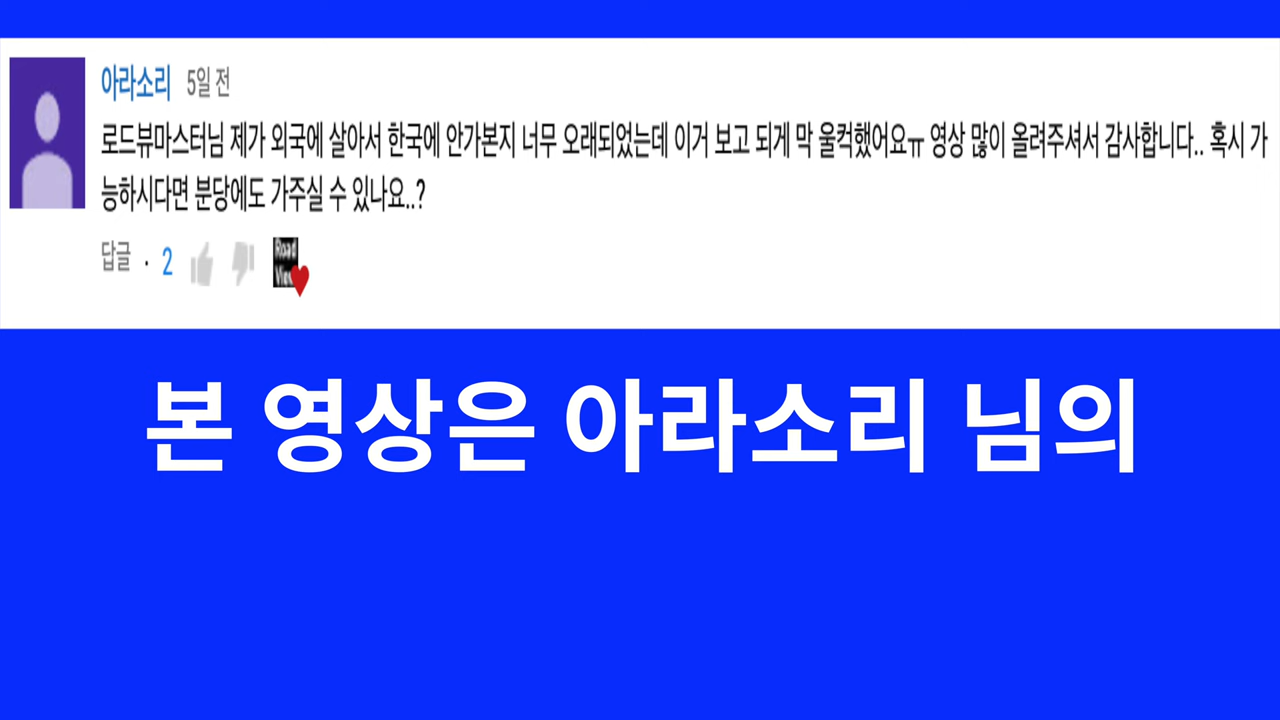 아라소리 5일 전
로드뷰마스터님 제가 외국에 살아서 한국에 안가본지 너무 오래되었는데 이거 보고 되게 막 울컥했어요ㅠ 영상 많이 올려주셔서 감사합니다.. 혹시 가
능하시다면 분당에도 가주실 수 있나요..?
답글 · 2
Road
View
본 영상은 아라소리 님의